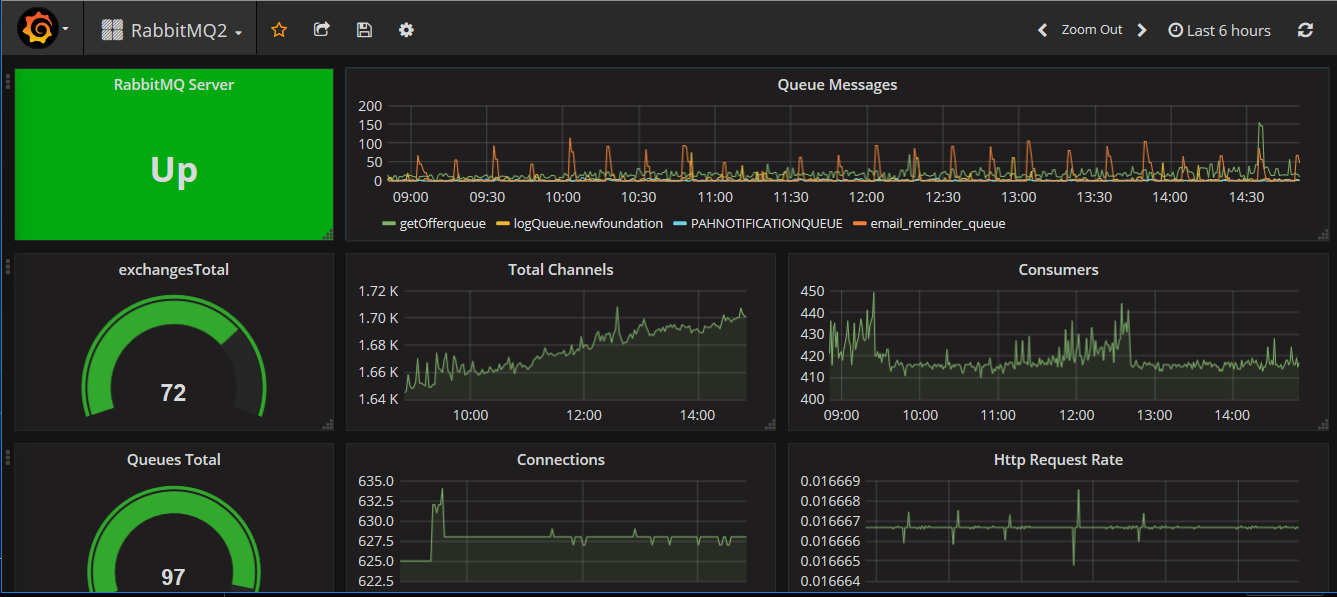 RabbitMQ2
Zoom Out
Last 6 hours
RabbitMQ Server
Up
Queue Messages
200
150
100
50
0
09:00 09:30 10:00 10:30 11:00 11:30 12:00 12:30 13:00 13:30 14:00 14:30
getOfferqueue logQueue.newfoundation PAHNOTIFICATIONQUEUE email_reminder_queue
exchangesTotal
72
Total Channels
1.72 K
1.70 K
1.68 K
1.66 K
1.64 K
10:00 12:00 14:00
Consumers
450
440
430
420
410
400
09:00 10:00 11:00 12:00 13:00 14:00
Queues Total
97
Connections
635.0
632.5
630.0
627.5
625.0
622.5
Http Request Rate
0.016669
0.016668
0.016667
0.016666
0.016665
0.016664